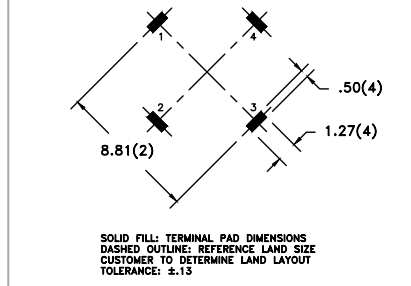 1
4
2
3
.50(4)
1.27(4)
8.81(2)
SOLID FILL: TERMINAL PAD DIMENSIONS
DASHED OUTLINE: REFERENCE LAND SIZE
CUSTOMER TO DETERMINE LAND LAYOUT
TOLERANCE: ±.13